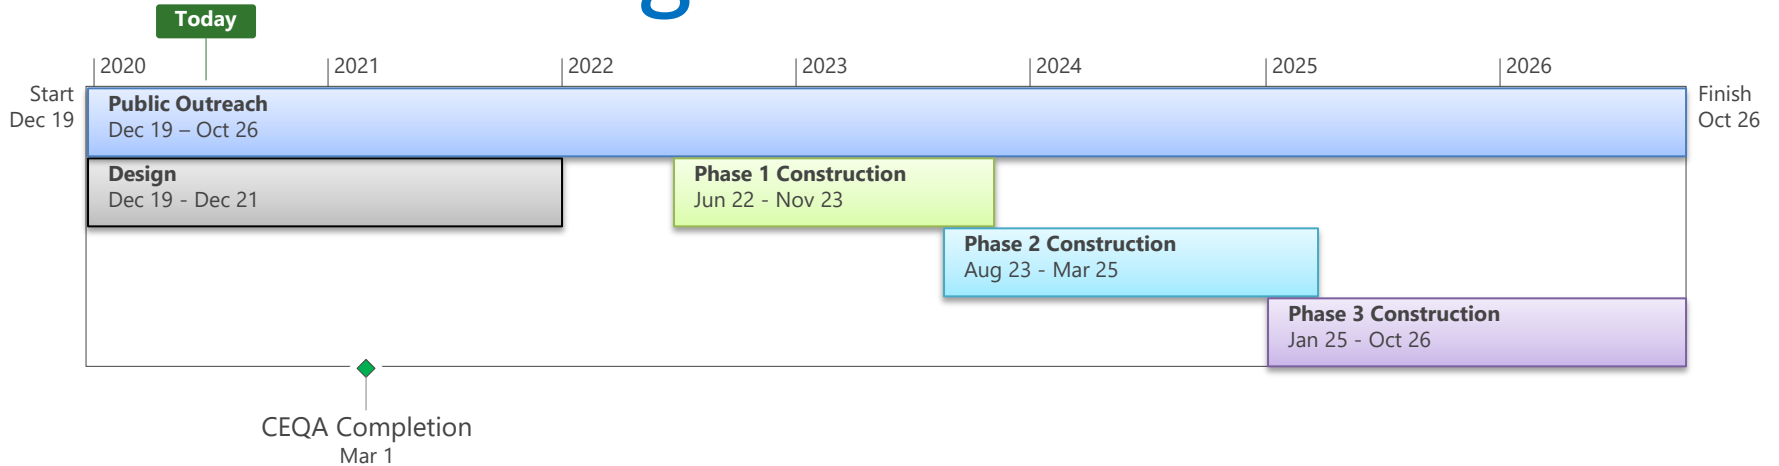 Today
2020 2021 2022 2023 2024 2025 2026
Start
Dec 19
Finish
Oct 26
Public Outreach
Dec 19 – Oct 26
Design
Dec 19 - Dec 21
Phase 1 Construction
Jun 22 - Nov 23
Phase 2 Construction
Aug 23 - Mar 25
Phase 3 Construction
Jan 25 - Oct 26
CEQA Completion
Mar 1